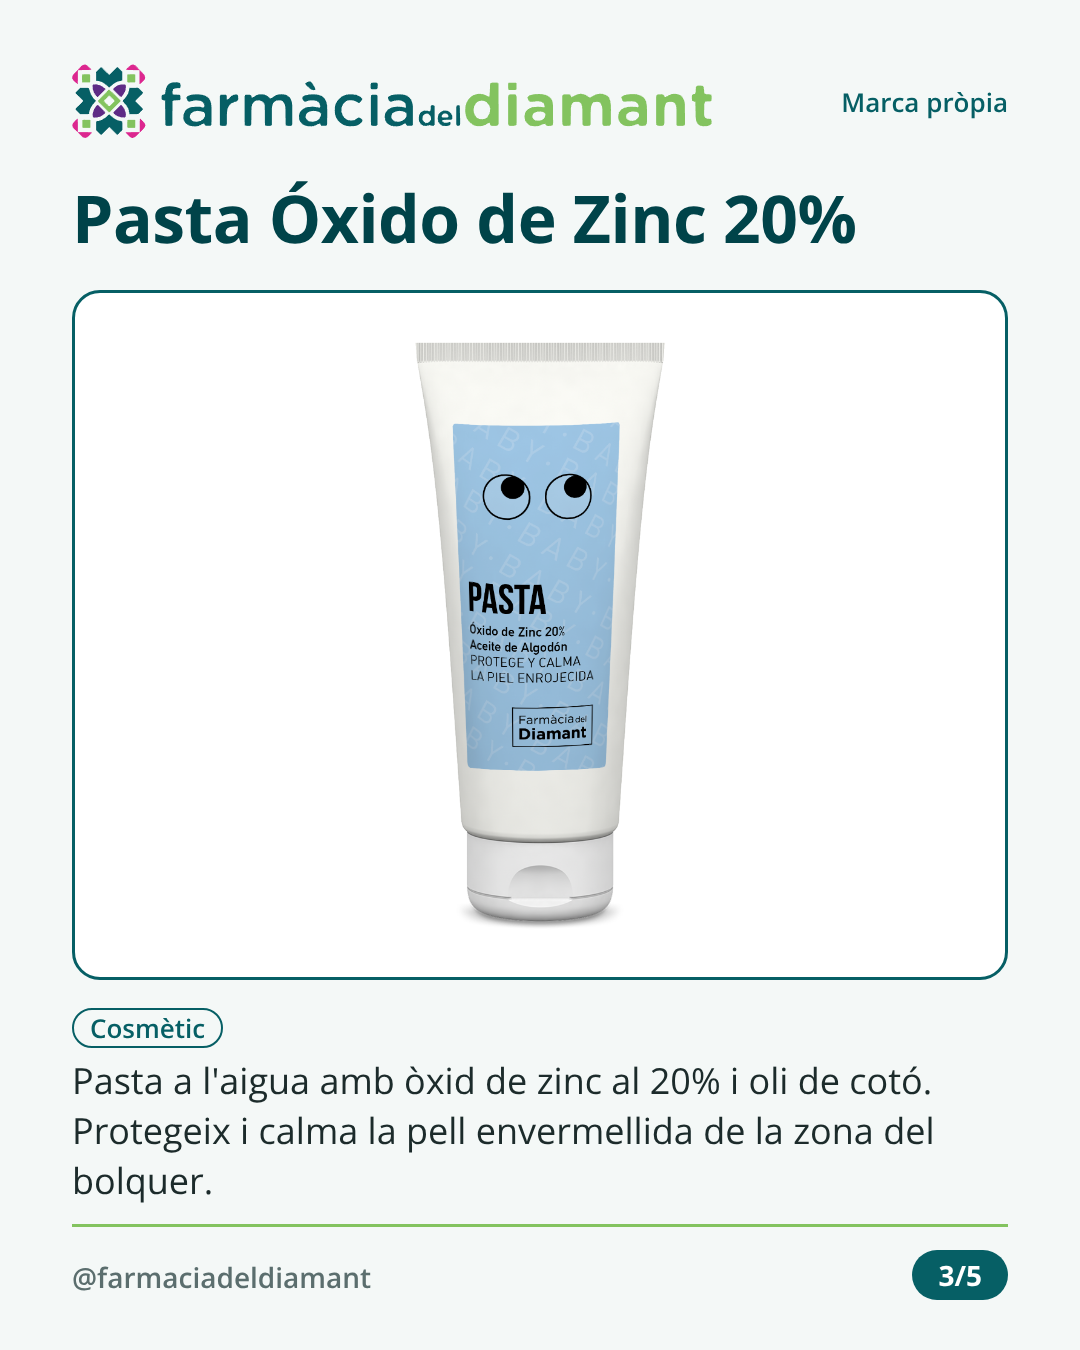 farmàciadeldiamant
Marca pròpia
Pasta Óxido de Zinc 20%
PASTA
Óxido de Zinc 20%
Aceite de Algodón
PROTEGE Y CALMA
LA PIEL ENROJECIDA
Farmàcia del
Diamant
Cosmètic
Pasta a l'aigua amb òxid de zinc al 20% i oli de cotó.
Protegeix i calma la pell envermellida de la zona del
bolquer.
@farmaciadeldiamant
3/5